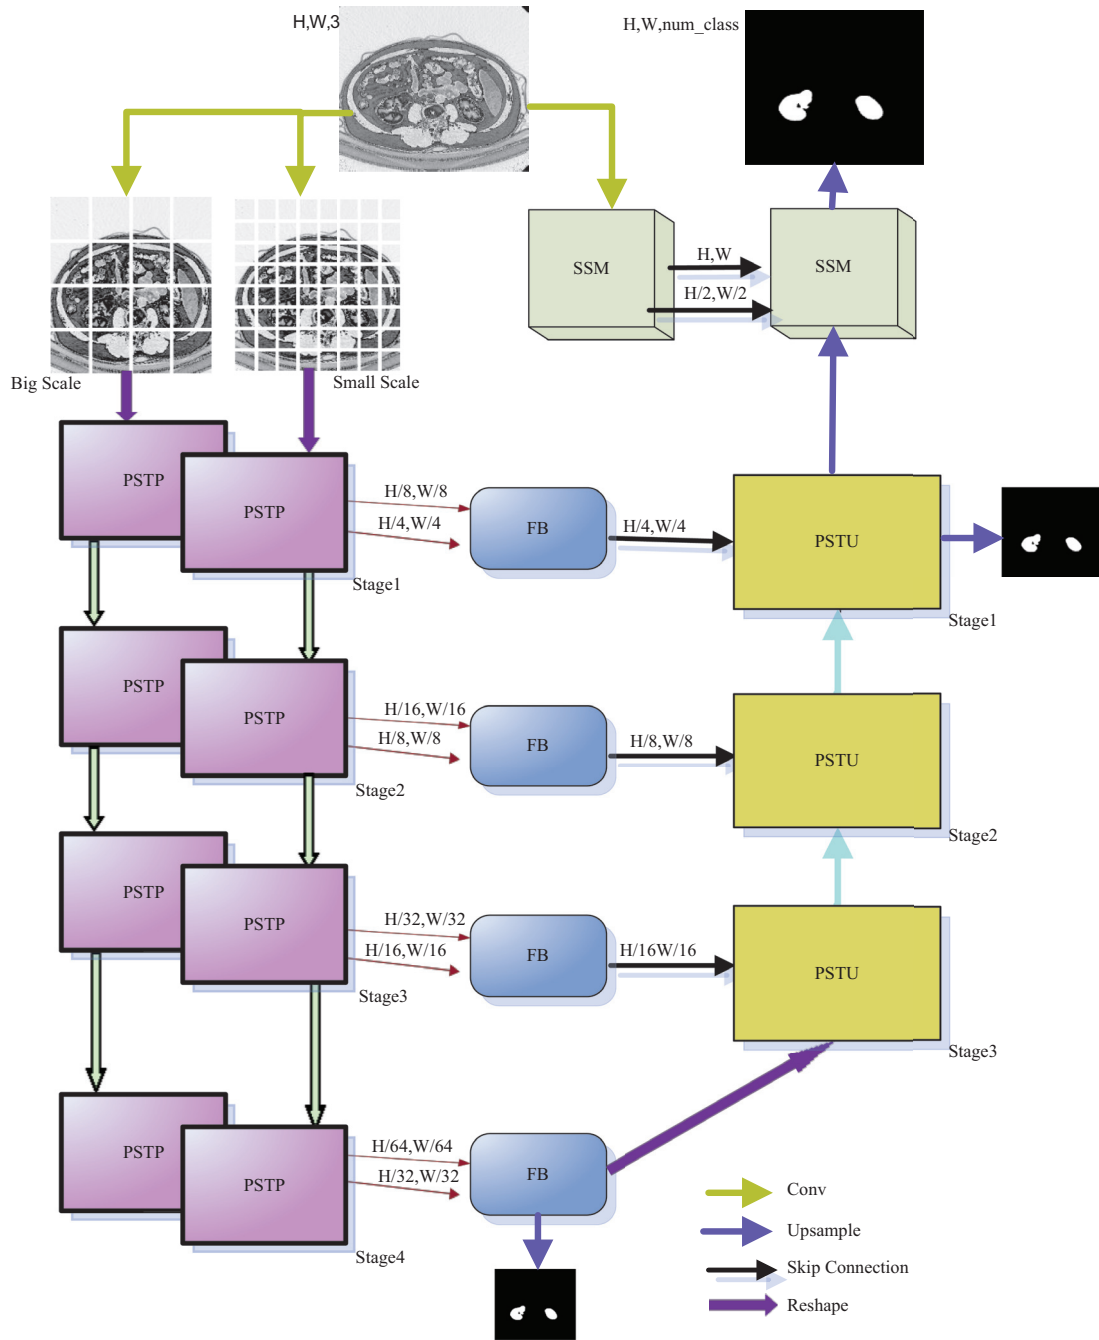 H,W,3
H,W,num_class
SSM
H,W
H/2,W/2
SSM
Big Scale
Small Scale
PSTP
PSTP
H/8,W/8
H/4,W/4
FB
H/4,W/4
PSTU
Stage1
Stage1
PSTP
PSTP
H/16,W/16
H/8,W/8
FB
H/8,W/8
PSTU
Stage2
Stage2
PSTP
PSTP
H/32,W/32
H/16,W/16
FB
H/16W/16
PSTU
Stage3
Stage3
PSTP
PSTP
H/64,W/64
H/32,W/32
FB
Stage4
Conv
Upsample
Skip Connection
Reshape